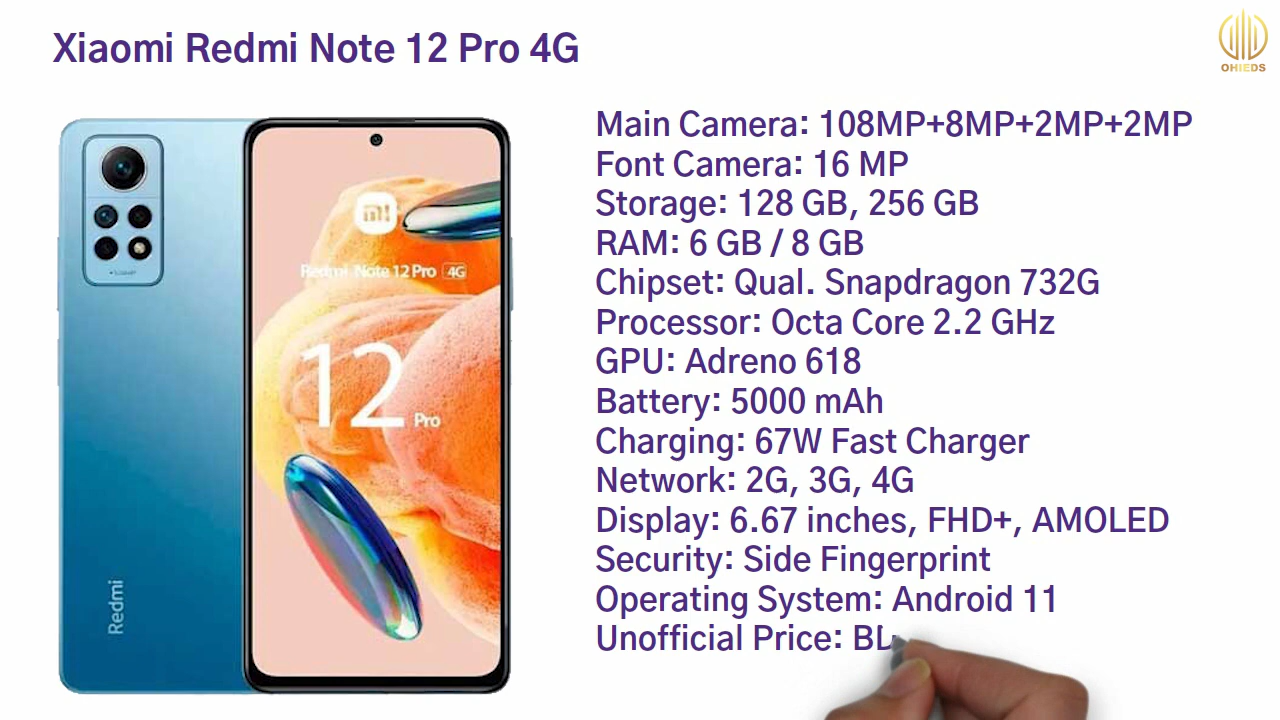 Xiaomi Redmi Note 12 Pro 4G
OHIEDS
Main Camera: 108MP+8MP+2MP+2MP
Font Camera: 16 MP
Storage: 128 GB, 256 GB
RAM: 6 GB / 8 GB
Chipset: Qual. Snapdragon 732G
Processor: Octa Core 2.2 GHz
GPU: Adreno 618
Battery: 5000 mAh
Charging: 67W Fast Charger
Network: 2G, 3G, 4G
Display: 6.67 inches, FHD+, AMOLED
Security: Side Fingerprint
Operating System: Android 11
Unofficial Price:
Redmi
mi
Redmi Note 12 Pro 4G
12 Pro